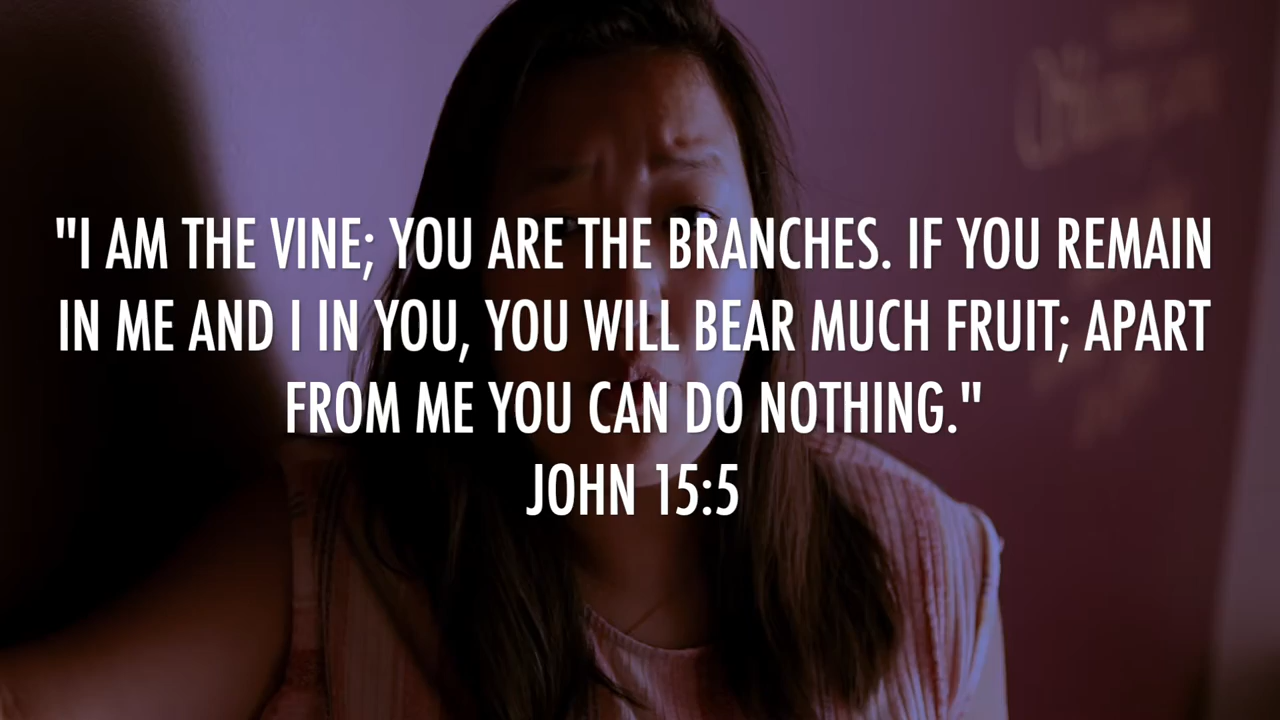 "I AM THE VINE; YOU ARE THE BRANCHES. IF YOU REMAIN
IN ME AND I IN YOU, YOU WILL BEAR MUCH FRUIT; APART
FROM ME YOU CAN DO NOTHING."
JOHN 15:5